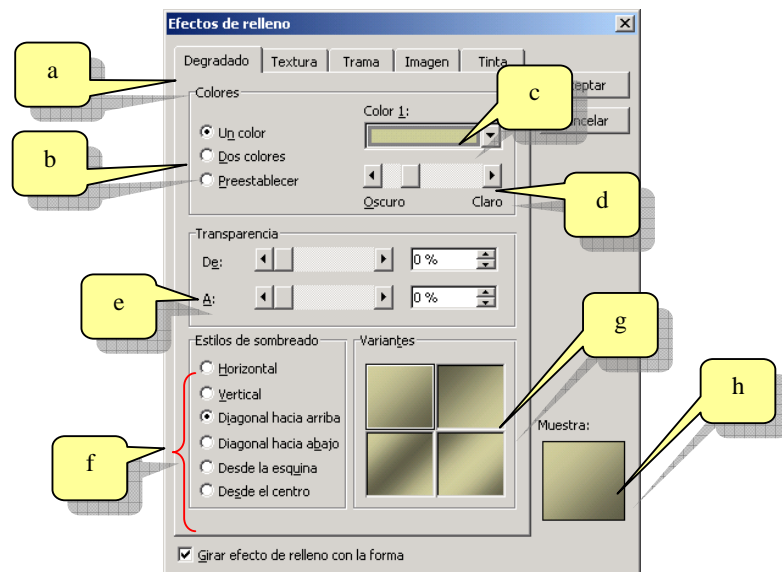 Efectos de relleno
Degradado Textura Trama Imagen Tinta
a
Colores
Color 1:
c
Un color
Dos colores
Preestablecer
b
Oscuro Claro
d
Transparencia
De: 0 %
A: 0 %
e
Estilos de sombreado
Horizontal
Vertical
Diagonal hacia arriba
Diagonal hacia abajo
Desde la esquina
Desde el centro
f
Variantes
g
h
Muestra:
Girar efecto de relleno con la forma